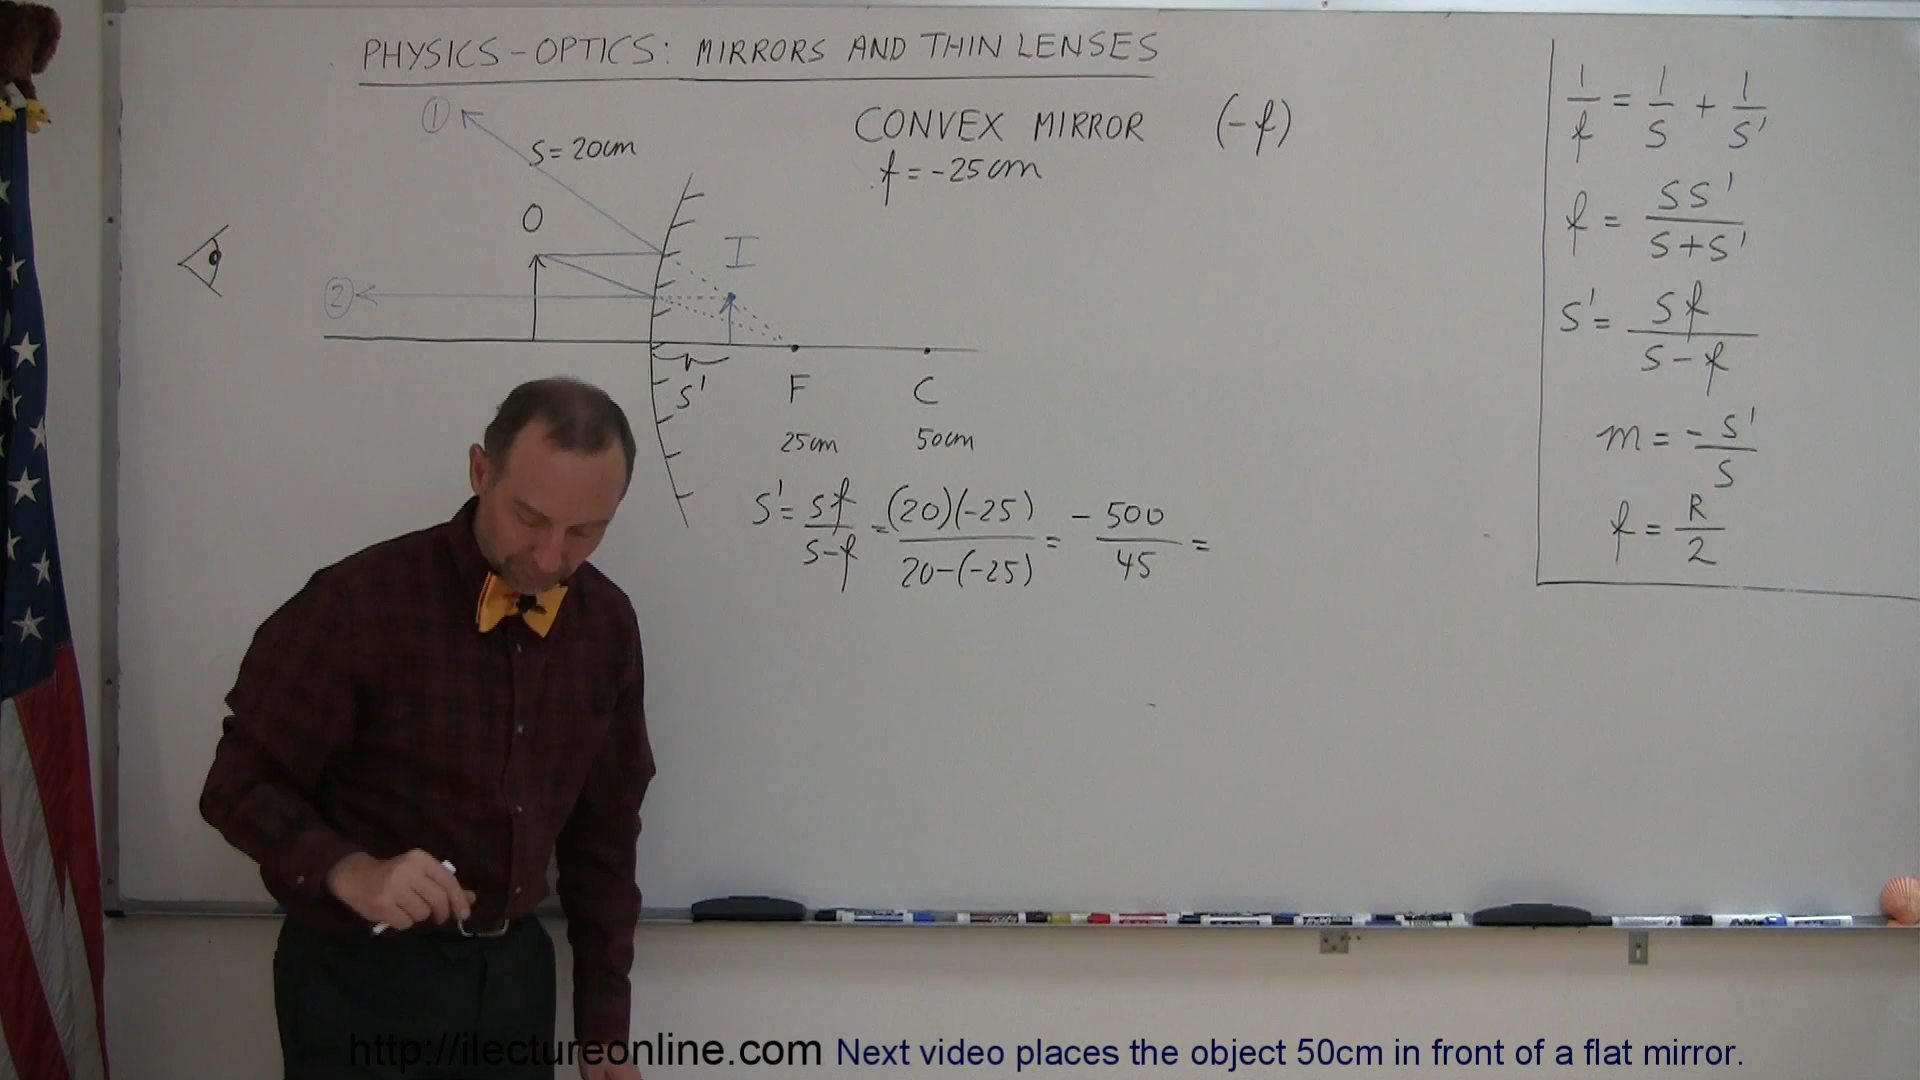 PHYSICS-OPTICS: MIRRORS AND THIN LENSES
CONVEX MIRROR (-f)
f = -25cm
1
S = 20cm
O
I
2
S'
F
C
25cm
50cm
S' = Sf/S-f = (20)(-25)/20-(-25) = - 500/45 =
1/f = 1/S + 1/S'
f = SS'/S+S'
S' = Sf/S-f
m = - S'/S
f = R/2
http://ilectureonline.com Next video places the object 50cm in front of a flat mirror.